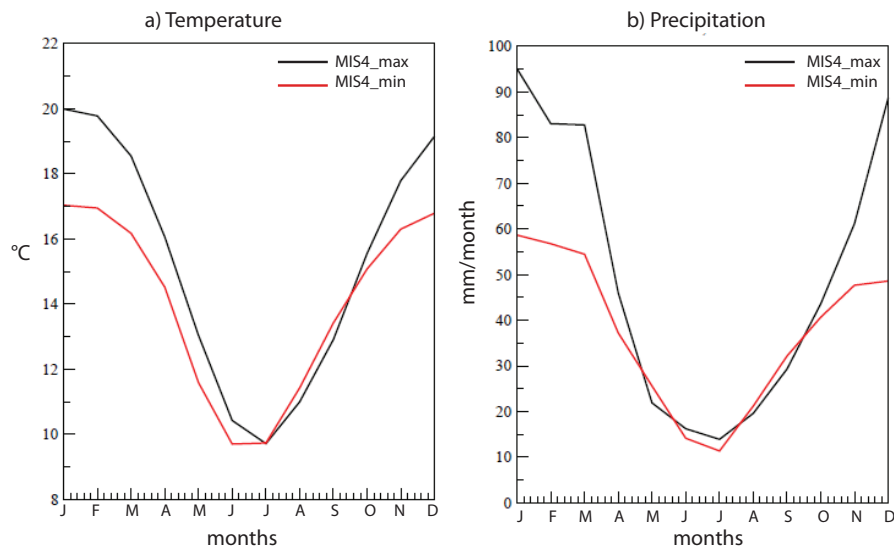 a) Temperature
22
20
18
16
14
12
10
8
°C
MIS4_max
MIS4_min
J F M A M J J A S O N D
months
b) Precipitation
100
90
80
70
60
50
40
30
20
10
0
mm/month
MIS4_max
MIS4_min
J F M A M J J A S O N D
months